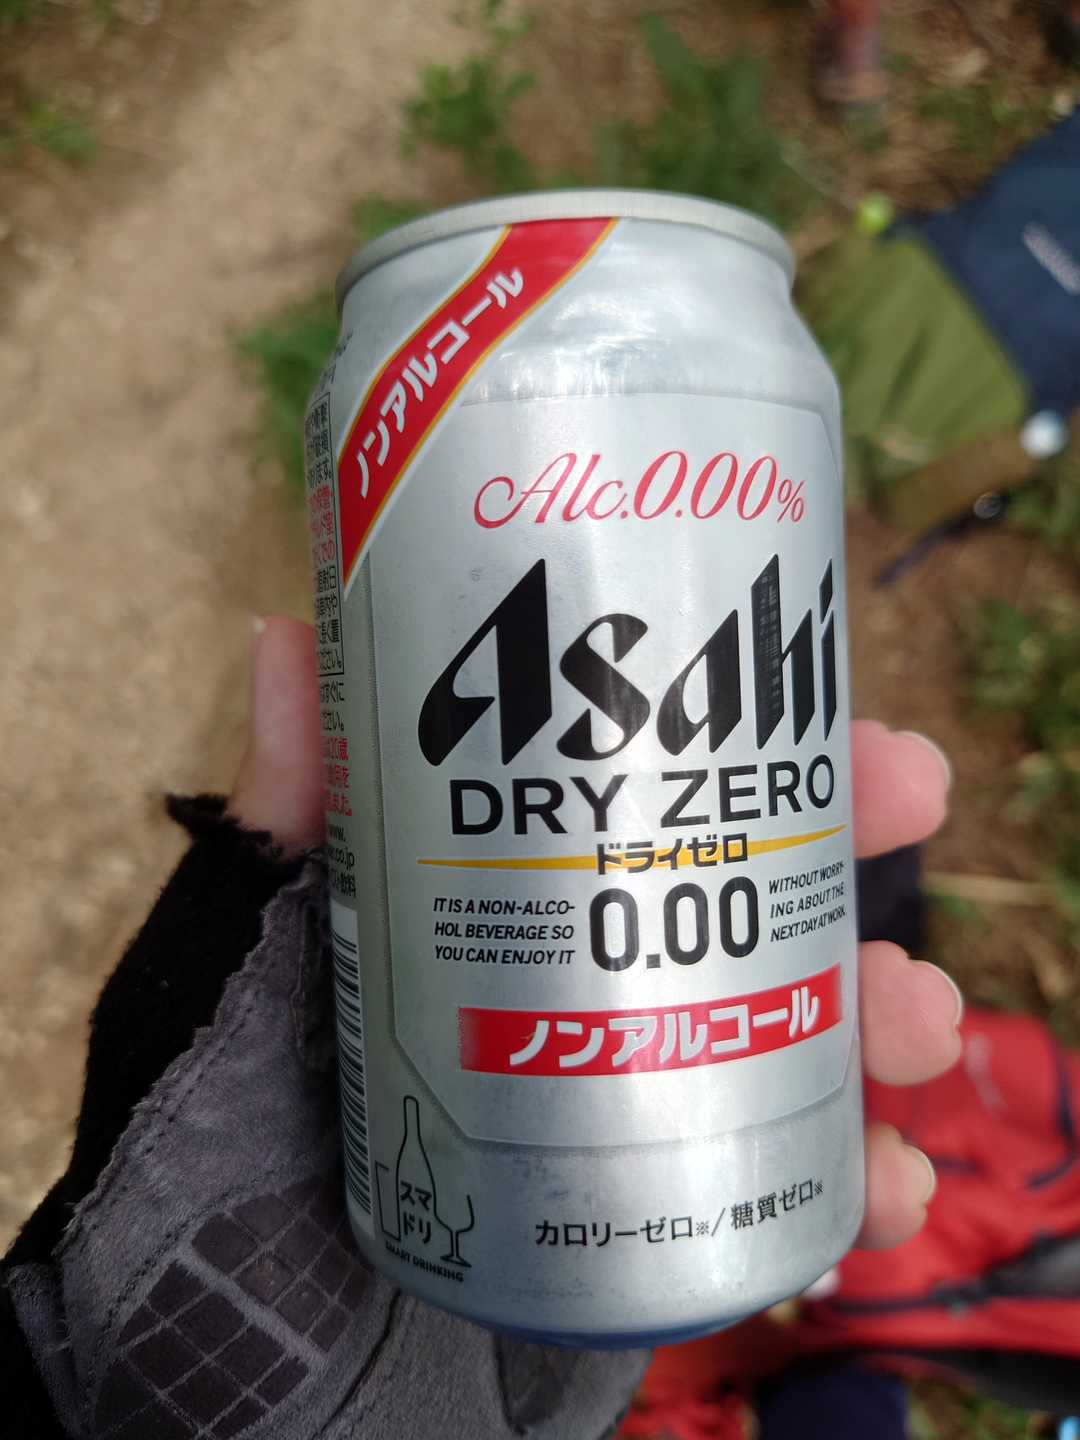 ノンアルコール
Alc.0.00%
Asahi
DRY ZERO
ドライゼロ
0.00
IT IS A NON-ALCO-
HOL BEVERAGE SO
YOU CAN ENJOY IT
WITHOUT WORRY-
ING ABOUT THE
NEXT DAY AT WORK.
ノンアルコール
スマ
ドリ
SMART DRINKING
カロリーゼロ※/糖質ゼロ※